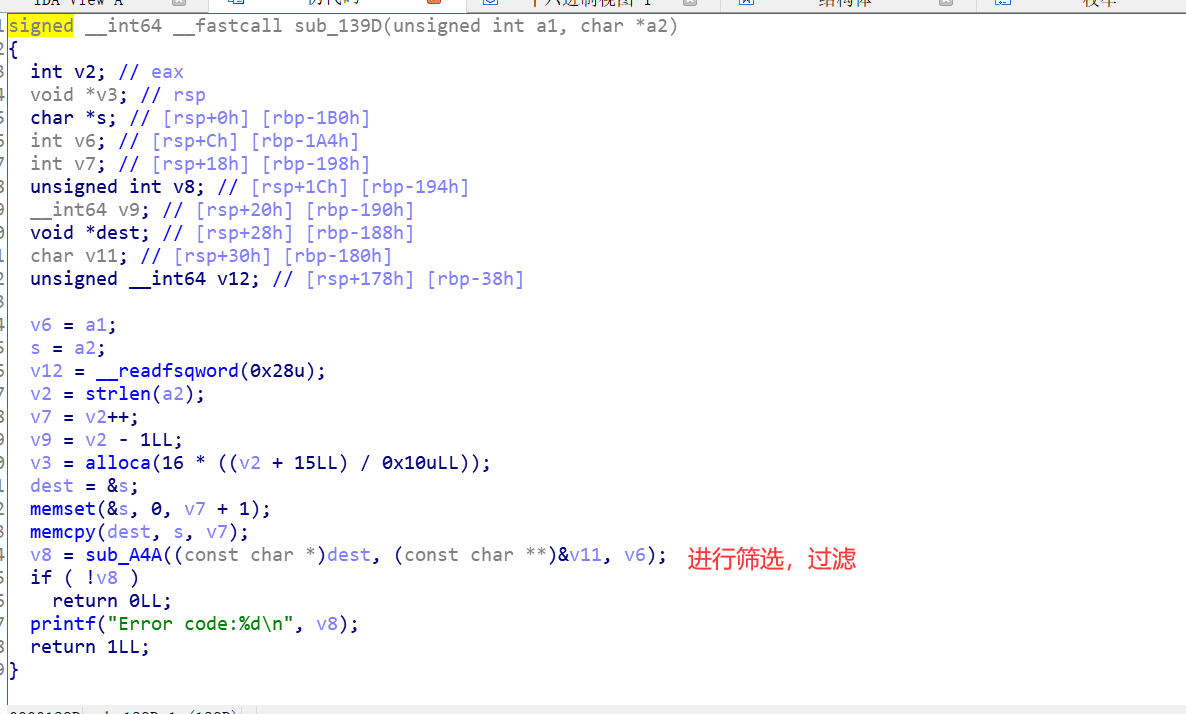 IDA View-A
signed __int64 __fastcall sub_139D(unsigned int a1, char *a2)
{
int v2; // eax
void *v3; // rsp
char *s; // [rsp+0h] [rbp-1B0h]
int v6; // [rsp+Ch] [rbp-1A4h]
int v7; // [rsp+18h] [rbp-198h]
unsigned int v8; // [rsp+1Ch] [rbp-194h]
__int64 v9; // [rsp+20h] [rbp-190h]
void *dest; // [rsp+28h] [rbp-188h]
char v11; // [rsp+30h] [rbp-180h]
unsigned __int64 v12; // [rsp+178h] [rbp-38h]
v6 = a1;
s = a2;
v12 = __readfsqword(0x28u);
v2 = strlen(a2);
v7 = v2++;
v9 = v2 - 1LL;
v3 = alloca(16 * ((v2 + 15LL) / 0x10uLL));
dest = &s;
memset(&s, 0, v7 + 1);
memcpy(dest, s, v7);
v8 = sub_A4A((const char *)dest, (const char **)&v11, v6); 进行筛选，过滤
if ( !v8 )
return 0LL;
printf("Error code:%d\n", v8);
return 1LL;
}